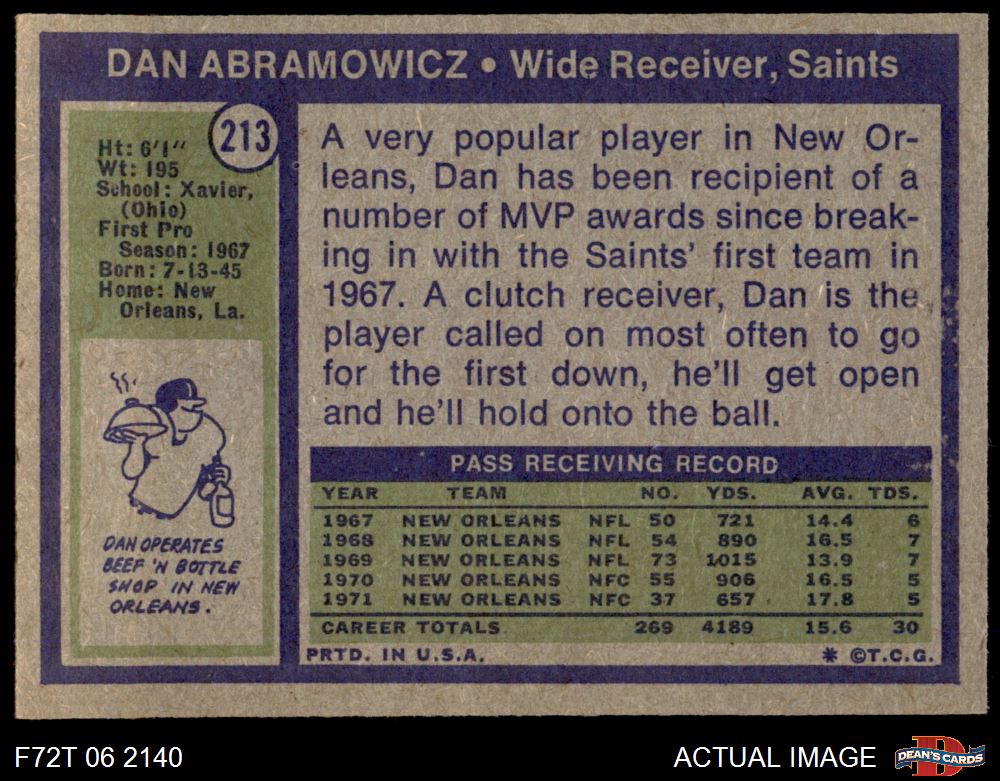 DAN ABRAMOWICZ • Wide Receiver, Saints
213
Ht: 6'1"
Wt: 195
School: Xavier,
(Ohio)
First Pro
Season: 1967
Born: 7-13-45
Home: New
Orleans, La.
DAN OPERATES
BEEF 'N BOTTLE
SHOP IN NEW
ORLEANS.
A very popular player in New Or-
leans, Dan has been recipient of a
number of MVP awards since break-
ing in with the Saints' first team in
1967. A clutch receiver, Dan is the
player called on most often to go
for the first down, he'll get open
and he'll hold onto the ball.
PASS RECEIVING RECORD
YEAR TEAM NO. YDS. AVG. TDS.
1967 NEW ORLEANS NFL 50 721 14.4 6
1968 NEW ORLEANS NFL 54 890 16.5 7
1969 NEW ORLEANS NFL 73 1015 13.9 7
1970 NEW ORLEANS NFC 55 906 16.5 5
1971 NEW ORLEANS NFC 37 657 17.8 5
CAREER TOTALS 269 4189 15.6 30
PRTD. IN U.S.A. * ©T.C.G.
F72T 06 2140
ACTUAL IMAGE
D
DEAN'S CARDS